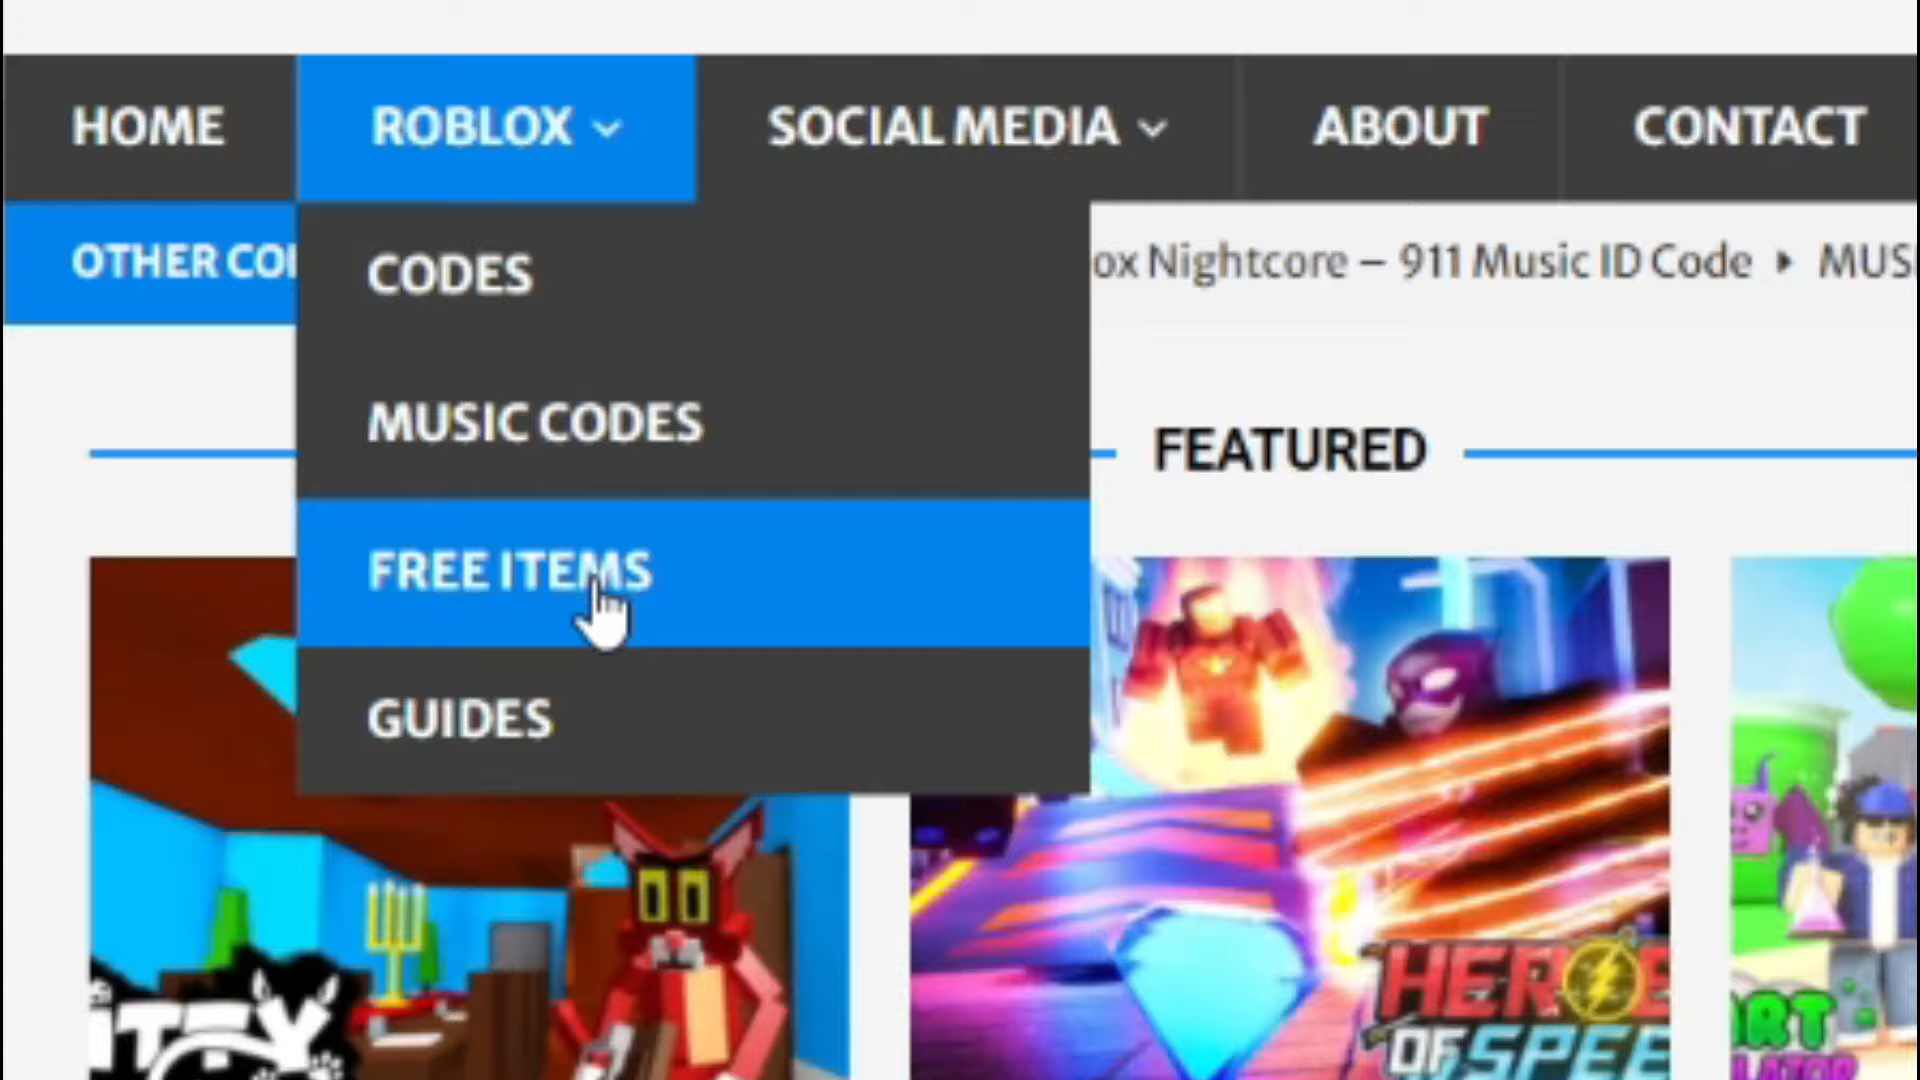 HOME ROBLOX SOCIAL MEDIA ABOUT CONTACT
OTHER CO
ox Nightcore – 911 Music ID Code MUS
CODES
MUSIC CODES
FREE ITEMS
GUIDES
FEATURED
HEROE
OF SPEE